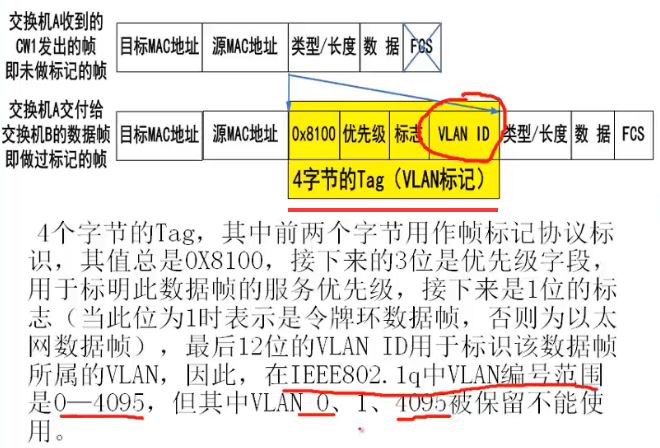 交换机A收到的
CW1发出的帧
即未做标记的帧
目标MAC地址 源MAC地址 类型/长度 数 据 FCS
交换机A交付给
交换机B的数据帧
即做过标记的帧
目标MAC地址 源MAC地址 0x8100 优先级 标志 VLAN ID 类型/长度 数 据 FCS
4字节的Tag（VLAN标记）
4个字节的Tag，其中前两个字节用作帧标记协议标
识，其值总是0X8100，接下来的3位是优先级字段，
用于标明此数据帧的服务优先级，接下来是1位的标
志（当此位为1时表示是令牌环数据帧，否则为以太
网数据帧），最后12位的VLAN ID用于标识该数据帧
所属的VLAN，因此，在IEEE802.1q中VLAN编号范围
是0—4095，但其中VLAN 0、1、4095被保留不能使
用。